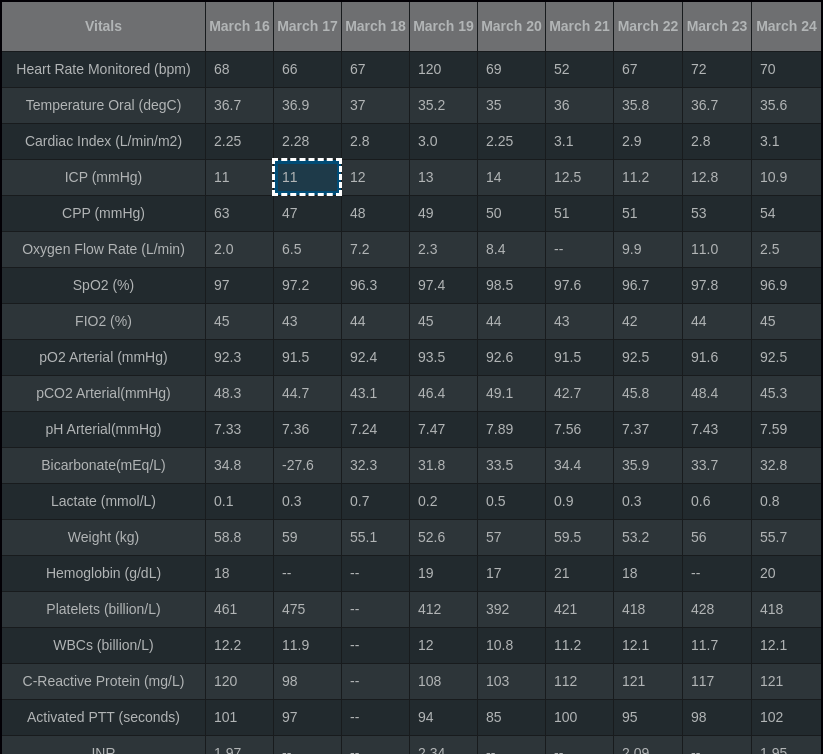 Vitals March 16 March 17 March 18 March 19 March 20 March 21 March 22 March 23 March 24
Heart Rate Monitored (bpm) 68 66 67 120 69 52 67 72 70
Temperature Oral (degC) 36.7 36.9 37 35.2 35 36 35.8 36.7 35.6
Cardiac Index (L/min/m2) 2.25 2.28 2.8 3.0 2.25 3.1 2.9 2.8 3.1
ICP (mmHg) 11 11 12 13 14 12.5 11.2 12.8 10.9
CPP (mmHg) 63 47 48 49 50 51 51 53 54
Oxygen Flow Rate (L/min) 2.0 6.5 7.2 2.3 8.4 -- 9.9 11.0 2.5
SpO2 (%) 97 97.2 96.3 97.4 98.5 97.6 96.7 97.8 96.9
FIO2 (%) 45 43 44 45 44 43 42 44 45
pO2 Arterial (mmHg) 92.3 91.5 92.4 93.5 92.6 91.5 92.5 91.6 92.5
pCO2 Arterial(mmHg) 48.3 44.7 43.1 46.4 49.1 42.7 45.8 48.4 45.3
pH Arterial(mmHg) 7.33 7.36 7.24 7.47 7.89 7.56 7.37 7.43 7.59
Bicarbonate(mEq/L) 34.8 -27.6 32.3 31.8 33.5 34.4 35.9 33.7 32.8
Lactate (mmol/L) 0.1 0.3 0.7 0.2 0.5 0.9 0.3 0.6 0.8
Weight (kg) 58.8 59 55.1 52.6 57 59.5 53.2 56 55.7
Hemoglobin (g/dL) 18 -- -- 19 17 21 18 -- 20
Platelets (billion/L) 461 475 -- 412 392 421 418 428 418
WBCs (billion/L) 12.2 11.9 -- 12 10.8 11.2 12.1 11.7 12.1
C-Reactive Protein (mg/L) 120 98 -- 108 103 112 121 117 121
Activated PTT (seconds) 101 97 -- 94 85 100 95 98 102
INR 1.97 -- -- 2.34 -- -- 2.09 -- 1.95